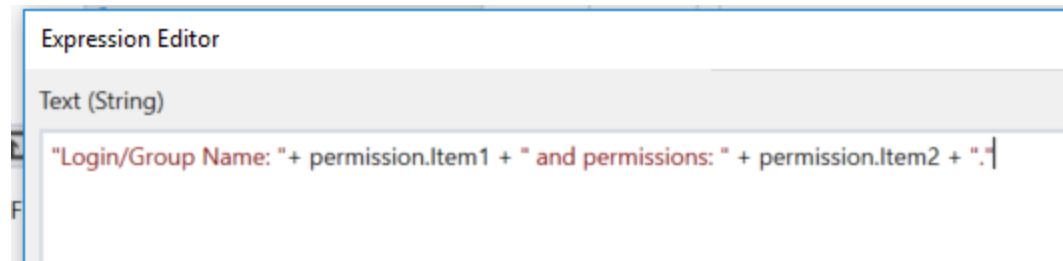 Expression Editor
Text (String)
"Login/Group Name: "+ permission.Item1 + " and permissions: " + permission.Item2 + "."
F